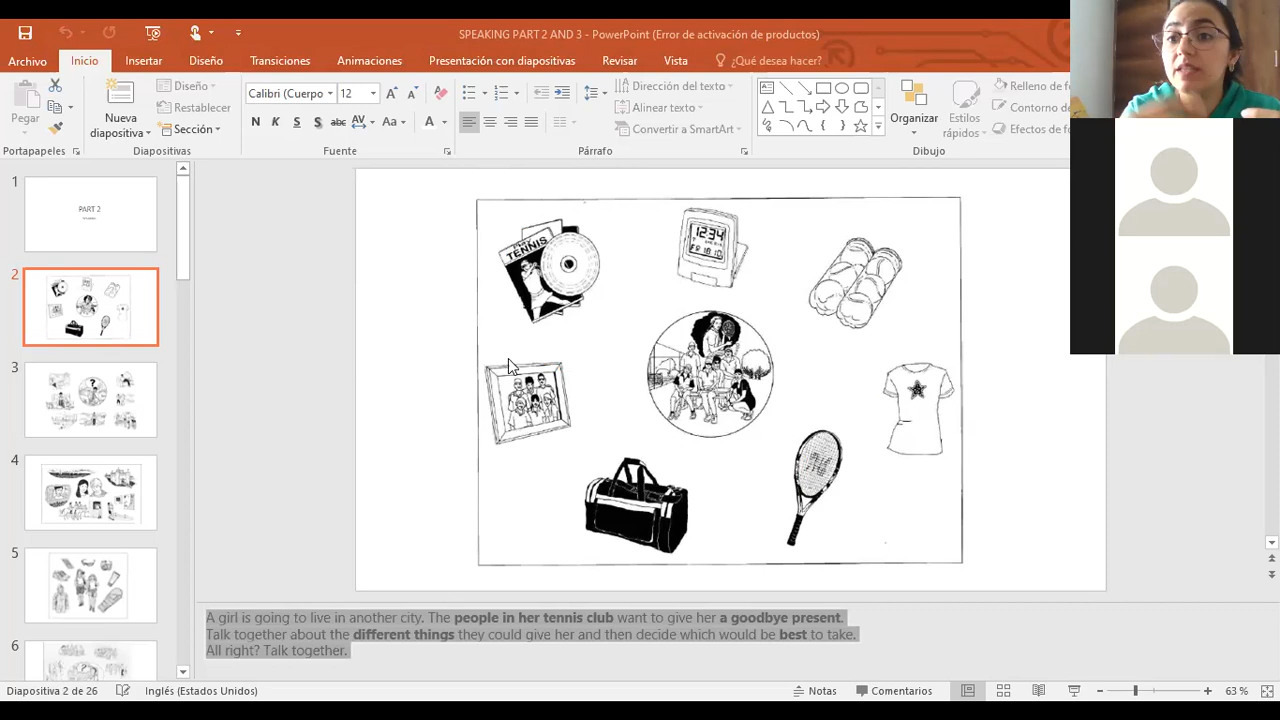 SPEAKING PART 2 AND 3 - PowerPoint (Error de activación de productos)
Archivo Inicio Insertar Diseño Transiciones Animaciones Presentación con diapositivas Revisar Vista ¿Qué desea hacer?
Pegar
Nueva diapositiva
Diseño
Restablecer
Sección
Calibri (Cuerpo) 12
N K S S abc AV Aa A
Dirección del texto
Alinear texto
Convertir a SmartArt
Organizar
Estilos rápidos
Relleno de
Contorno de
Efectos de
Portapapeles Diapositivas Fuente Párrafo Dibujo
1
PART 2
2
3
4
5
6
TENNIS
12:34
A girl is going to live in another city. The people in her tennis club want to give her a goodbye present.
Talk together about the different things they could give her and then decide which would be best to take.
All right? Talk together.
Diapositiva 2 de 26 Inglés (Estados Unidos) Notas Comentarios 63 %